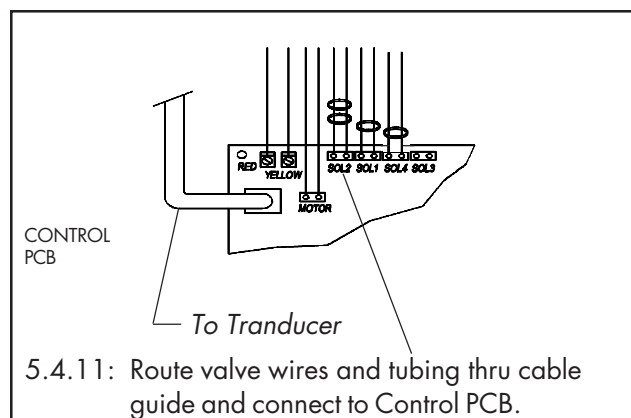 RED
YELLOW
SOL2 SOL1 SOL4 SOL3
MOTOR
CONTROL
PCB
To Tranducer
5.4.11: Route valve wires and tubing thru cable
guide and connect to Control PCB.